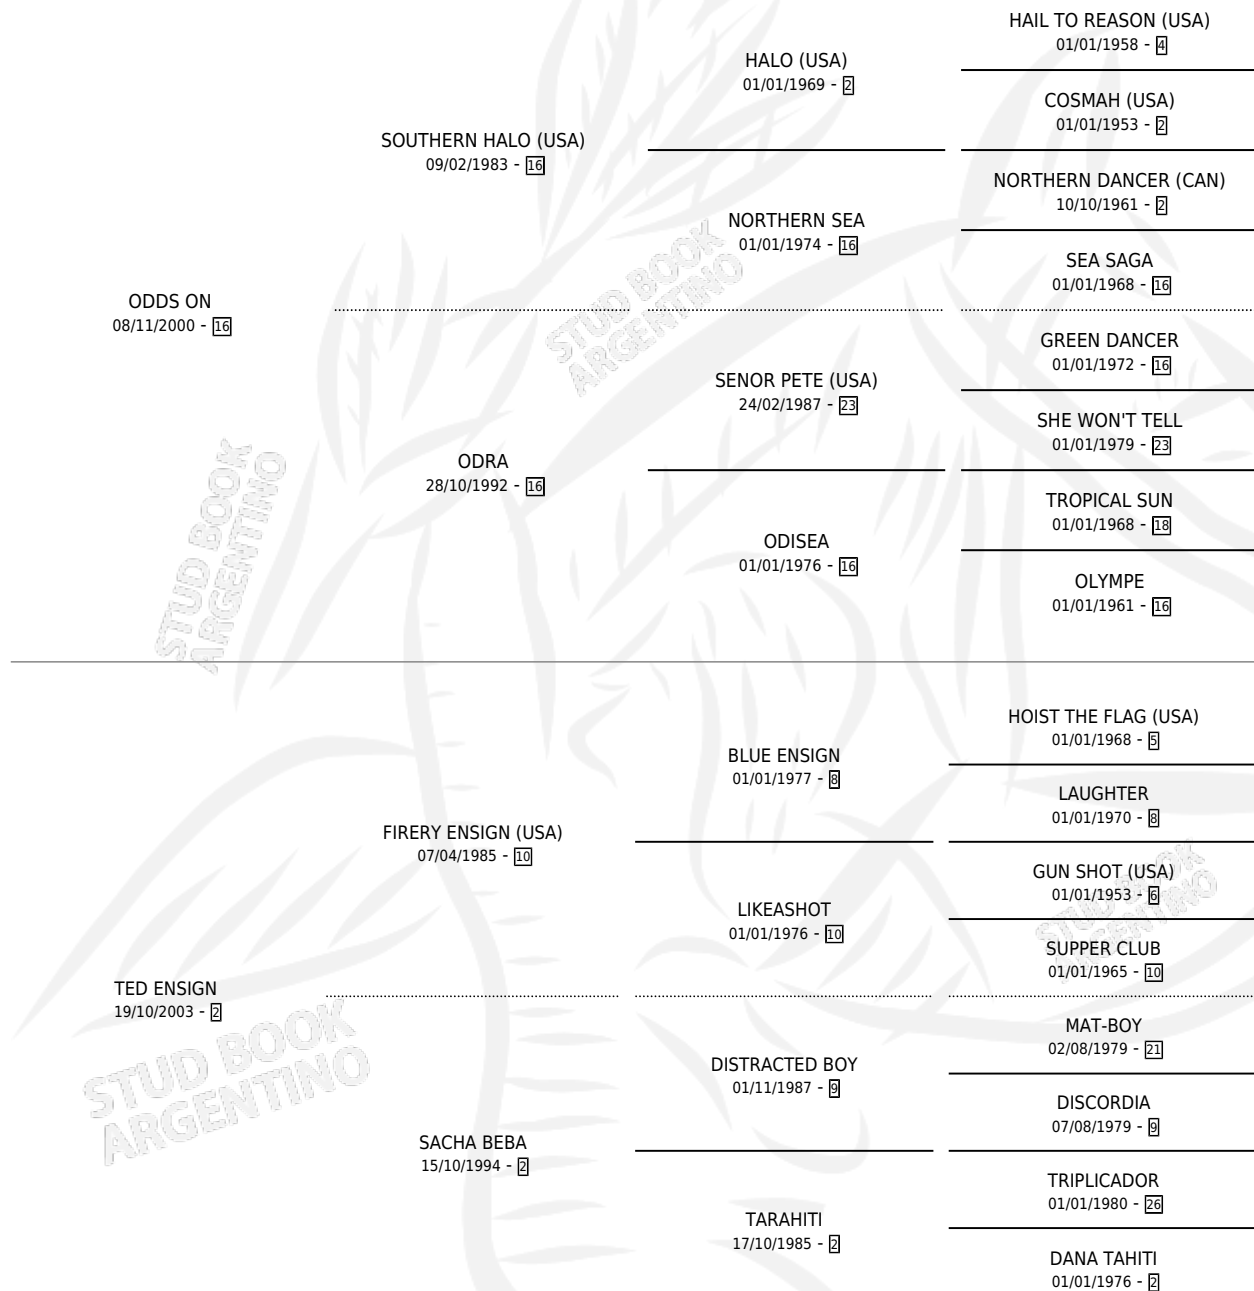 HAIL TO REASON (USA)
01/01/1958 - 4
HALO (USA)
01/01/1969 - 2
COSMAH (USA)
01/01/1953 - 2
SOUTHERN HALO (USA)
09/02/1983 - 16
NORTHERN DANCER (CAN)
10/10/1961 - 2
NORTHERN SEA
01/01/1974 - 16
SEA SAGA
01/01/1968 - 16
ODDS ON
08/11/2000 - 16
STUD BOOK
ARGENTINO
GREEN DANCER
01/01/1972 - 16
SENOR PETE (USA)
24/02/1987 - 23
SHE WON'T TELL
01/01/1979 - 23
ODRA
28/10/1992 - 16
TROPICAL SUN
01/01/1968 - 18
ODISEA
01/01/1976 - 16
OLYMPE
01/01/1961 - 16
STUD BOOK
ARGENTINO
HOIST THE FLAG (USA)
01/01/1968 - 5
BLUE ENSIGN
01/01/1977 - 8
LAUGHTER
01/01/1970 - 8
FIRERY ENSIGN (USA)
07/04/1985 - 10
GUN SHOT (USA)
01/01/1953 - 6
LIKEASHOT
01/01/1976 - 10
SUPPER CLUB
01/01/1965 - 10
STUD BOOK
ARGENTINO
TED ENSIGN
19/10/2003 - 2
MAT-BOY
02/08/1979 - 21
DISTRACTED BOY
01/11/1987 - 9
DISCORDIA
07/08/1979 - 9
STUD BOOK
ARGENTINO
SACHA BEBA
15/10/1994 - 2
TRIPLICADOR
01/01/1980 - 26
TARAHITI
17/10/1985 - 2
DANA TAHITI
01/01/1976 - 2